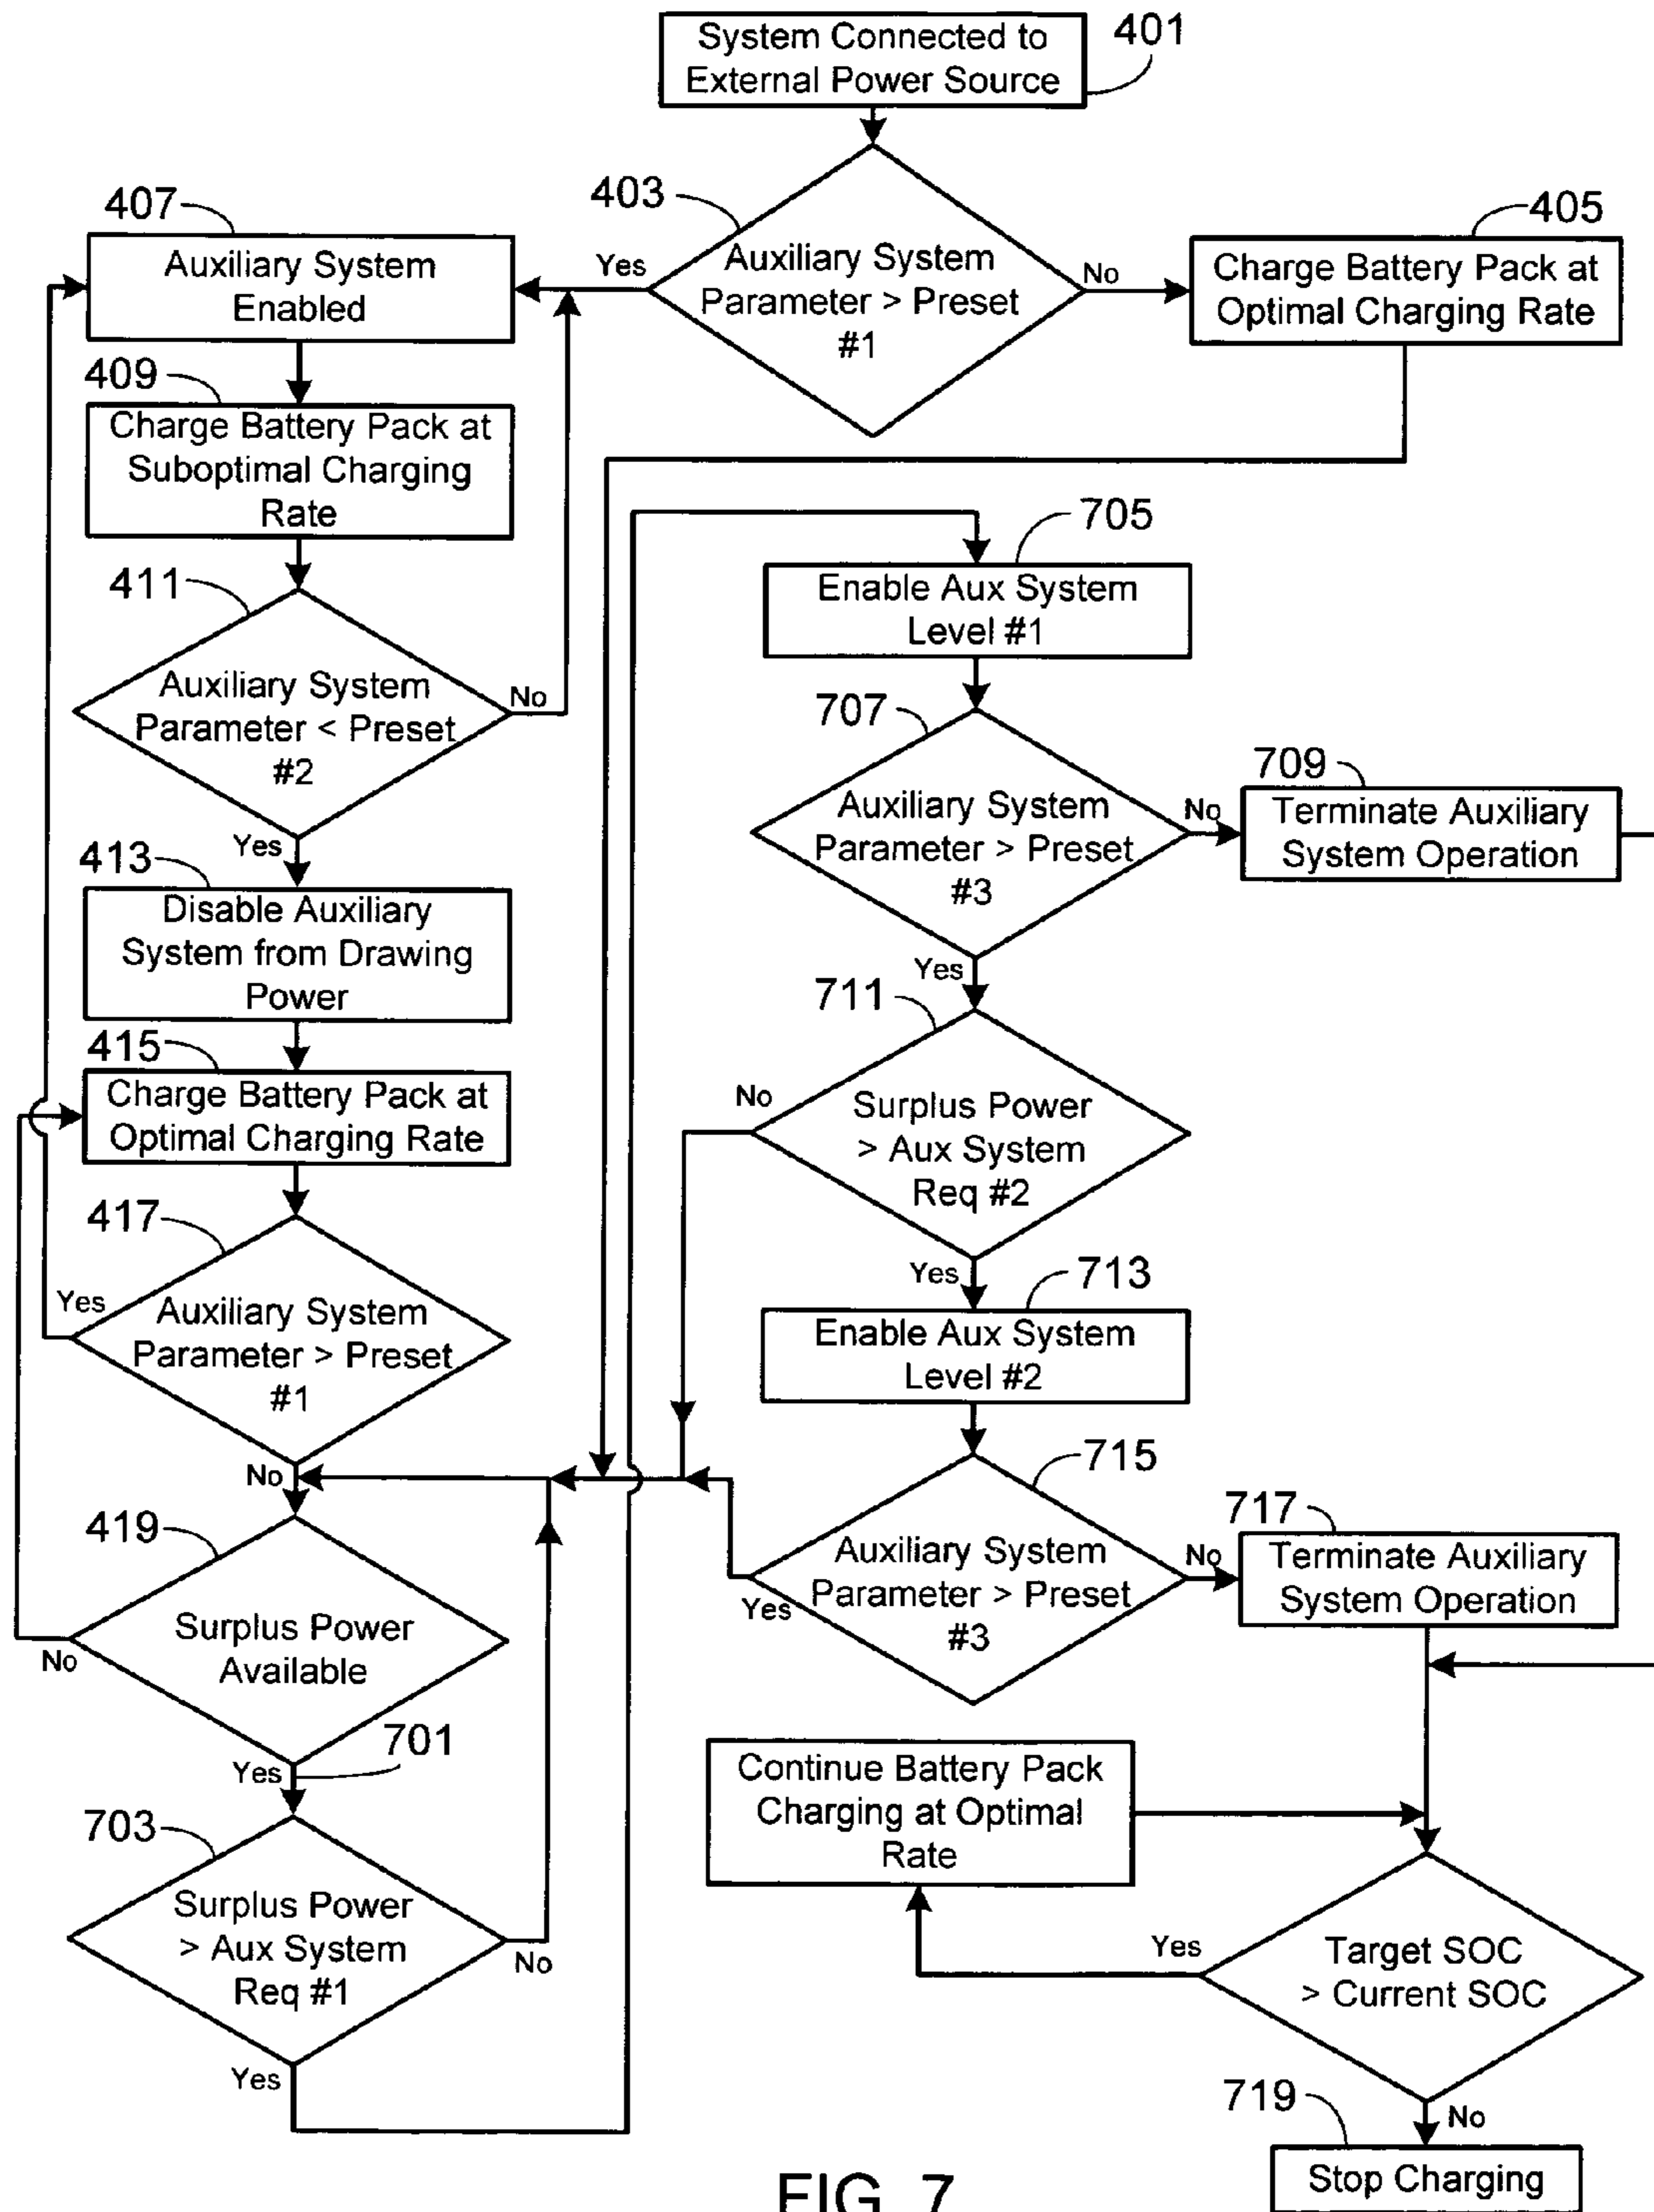 System Connected to
External Power Source
401
403
Auxiliary System
Parameter > Preset
#1
Yes
No
405
Charge Battery Pack at
Optimal Charging Rate
407
Auxiliary System
Enabled
409
Charge Battery Pack at
Suboptimal Charging
Rate
411
Auxiliary System
Parameter < Preset
#2
No
Yes
413
Disable Auxiliary
System from Drawing
Power
415
Charge Battery Pack at
Optimal Charging Rate
417
Yes
Auxiliary System
Parameter > Preset
#1
No
419
Surplus Power
Available
No
Yes
701
703
Surplus Power
> Aux System
Req #1
No
Yes
705
Enable Aux System
Level #1
707
Auxiliary System
Parameter > Preset
#3
No
709
Terminate Auxiliary
System Operation
Yes
711
No
Surplus Power
> Aux System
Req #2
Yes
713
Enable Aux System
Level #2
715
Auxiliary System
Parameter > Preset
#3
Yes
No
717
Terminate Auxiliary
System Operation
Continue Battery Pack
Charging at Optimal
Rate
Yes
Target SOC
> Current SOC
No
719
Stop Charging
FIG. 7